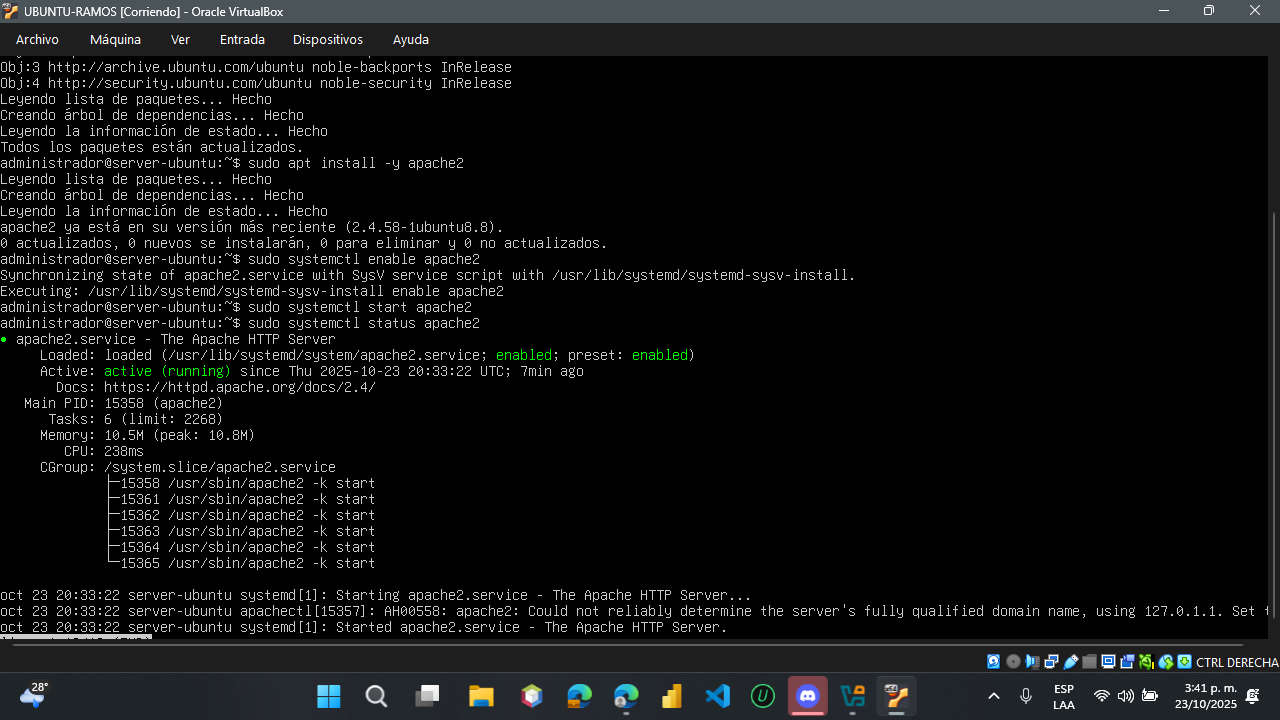 UBUNTU-RAMOS [Corriendo] - Oracle VirtualBox
Archivo Máquina Ver Entrada Dispositivos Ayuda
Obj:3 http://archive.ubuntu.com/ubuntu noble-backports InRelease
Obj:4 http://security.ubuntu.com/ubuntu noble-security InRelease
Leyendo lista de paquetes... Hecho
Creando árbol de dependencias... Hecho
Leyendo la información de estado... Hecho
Todos los paquetes están actualizados.
administrador@server-ubuntu:~$ sudo apt install -y apache2
Leyendo lista de paquetes... Hecho
Creando árbol de dependencias... Hecho
Leyendo la información de estado... Hecho
apache2 ya está en su versión más reciente (2.4.58-1ubuntu8.8).
0 actualizados, 0 nuevos se instalarán, 0 para eliminar y 0 no actualizados.
administrador@server-ubuntu:~$ sudo systemctl enable apache2
Synchronizing state of apache2.service with SysV service script with /usr/lib/systemd/systemd-sysv-install.
Executing: /usr/lib/systemd/systemd-sysv-install enable apache2
administrador@server-ubuntu:~$ sudo systemctl start apache2
administrador@server-ubuntu:~$ sudo systemctl status apache2
● apache2.service - The Apache HTTP Server
Loaded: loaded (/usr/lib/systemd/system/apache2.service; enabled; preset: enabled)
Active: active (running) since Thu 2025-10-23 20:33:22 UTC; 7min ago
Docs: https://httpd.apache.org/docs/2.4/
Main PID: 15358 (apache2)
Tasks: 6 (limit: 2268)
Memory: 10.5M (peak: 10.8M)
CPU: 238ms
CGroup: /system.slice/apache2.service
├─15358 /usr/sbin/apache2 -k start
├─15361 /usr/sbin/apache2 -k start
├─15362 /usr/sbin/apache2 -k start
├─15363 /usr/sbin/apache2 -k start
├─15364 /usr/sbin/apache2 -k start
└─15365 /usr/sbin/apache2 -k start
oct 23 20:33:22 server-ubuntu systemd[1]: Starting apache2.service - The Apache HTTP Server...
oct 23 20:33:22 server-ubuntu apachectl[15357]: AH00558: apache2: Could not reliably determine the server's fully qualified domain name, using 127.0.1.1. Set
oct 23 20:33:22 server-ubuntu systemd[1]: Started apache2.service - The Apache HTTP Server.
CTRL DERECHA
28°
ESP
LAA
3:41 p. m.
23/10/2025